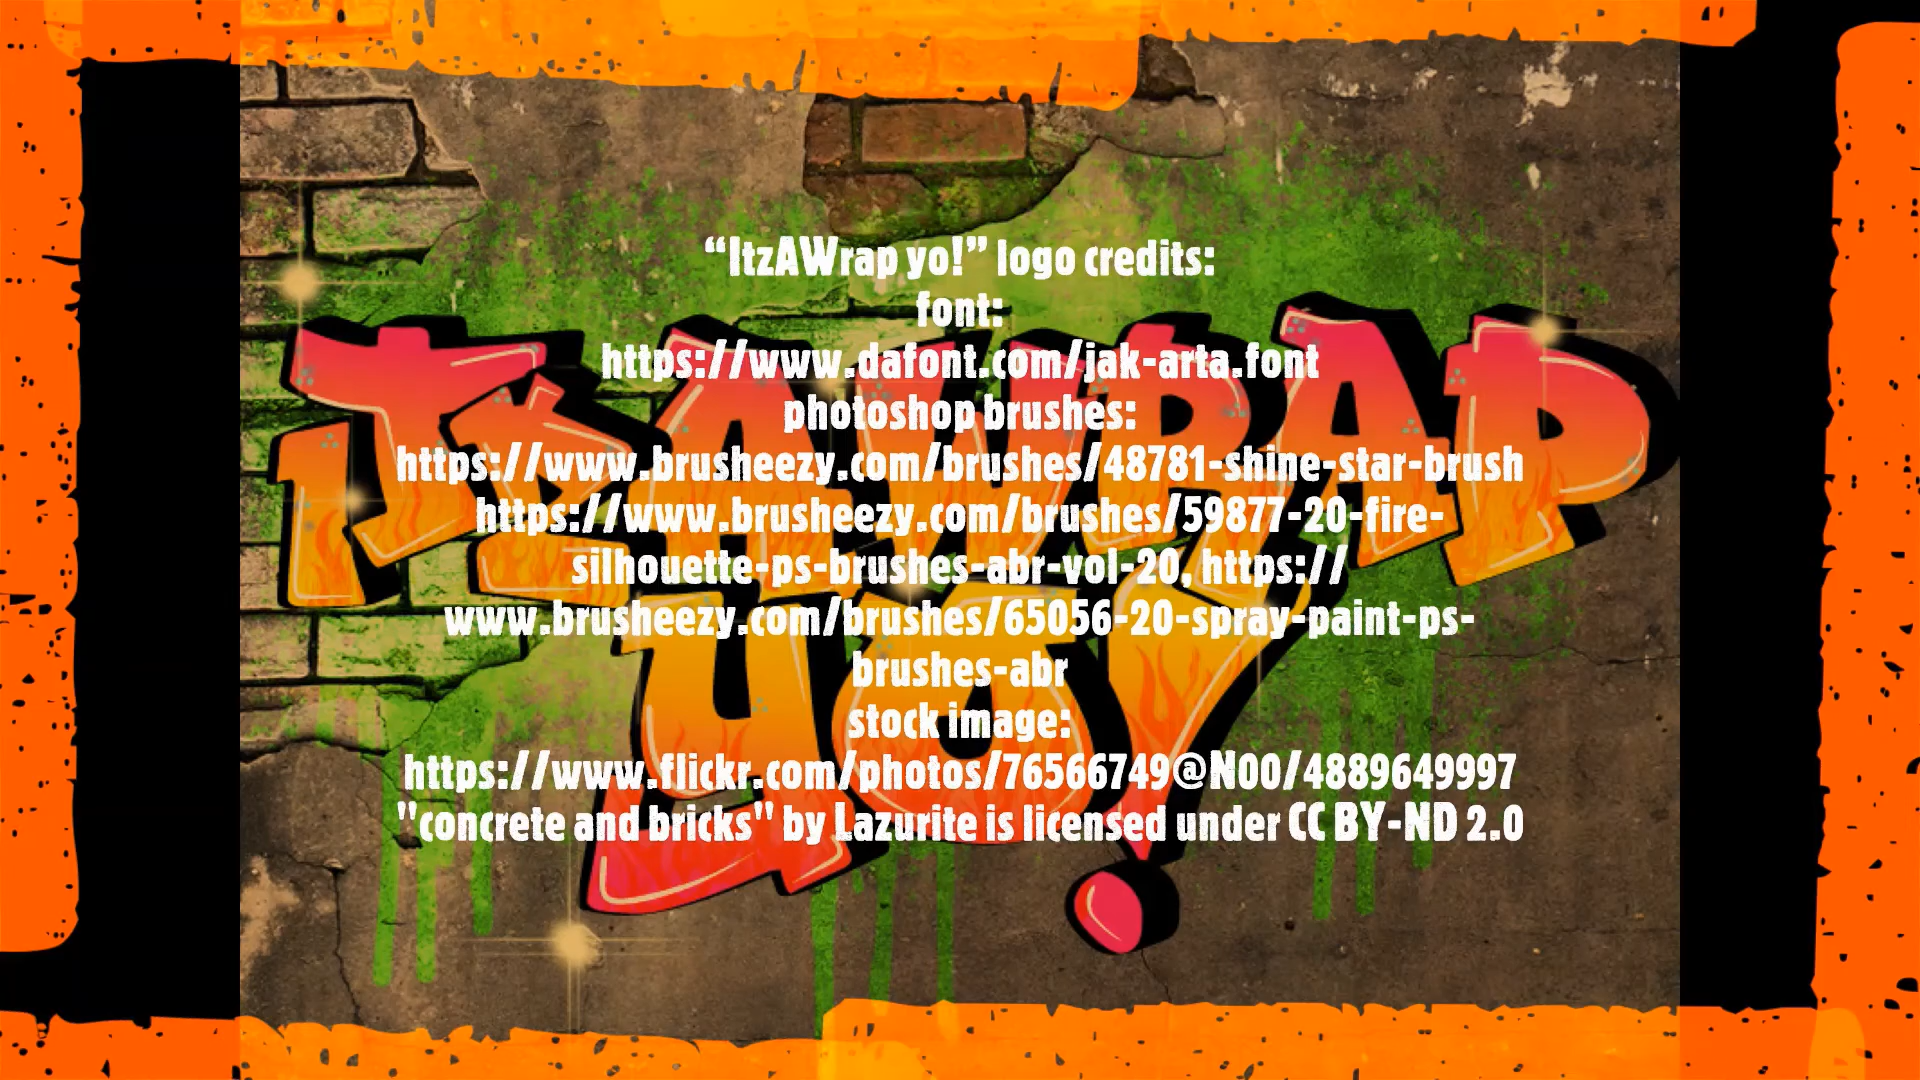 “ItzAWrap yo!” logo credits:
font:
https://www.dafont.com/jak-arta.font
photoshop brushes:
https://www.brusheezy.com/brushes/48781-shine-star-brush
https://www.brusheezy.com/brushes/59877-20-fire-
silhouette-ps-brushes-abr-vol-20, https://
www.brusheezy.com/brushes/65056-20-spray-paint-ps-
brushes-abr
stock image:
https://www.flickr.com/photos/76566749@N00/4889649997
"concrete and bricks" by Lazurite is licensed under CC BY-ND 2.0
ITZAWRAP
YO!